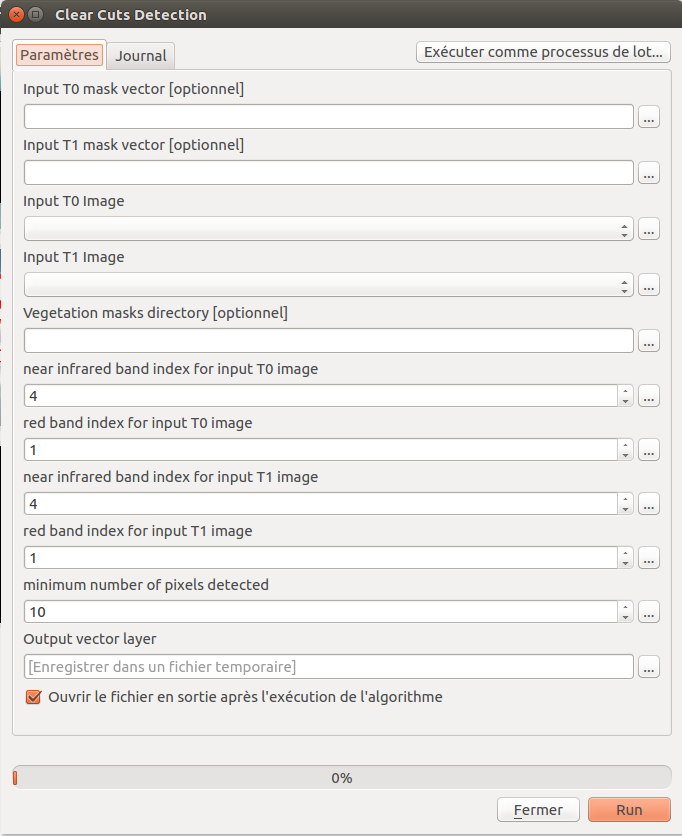 Clear Cuts Detection
Paramètres
Journal
Exécuter comme processus de lot...
Input T0 mask vector [optionnel]
...
Input T1 mask vector [optionnel]
...
Input T0 Image
...
Input T1 Image
...
Vegetation masks directory [optionnel]
...
near infrared band index for input T0 image
4
...
red band index for input T0 image
1
...
near infrared band index for input T1 image
4
...
red band index for input T1 image
1
...
minimum number of pixels detected
10
...
Output vector layer
[Enregistrer dans un fichier temporaire]
...
Ouvrir le fichier en sortie après l'exécution de l'algorithme
0%
Fermer
Run